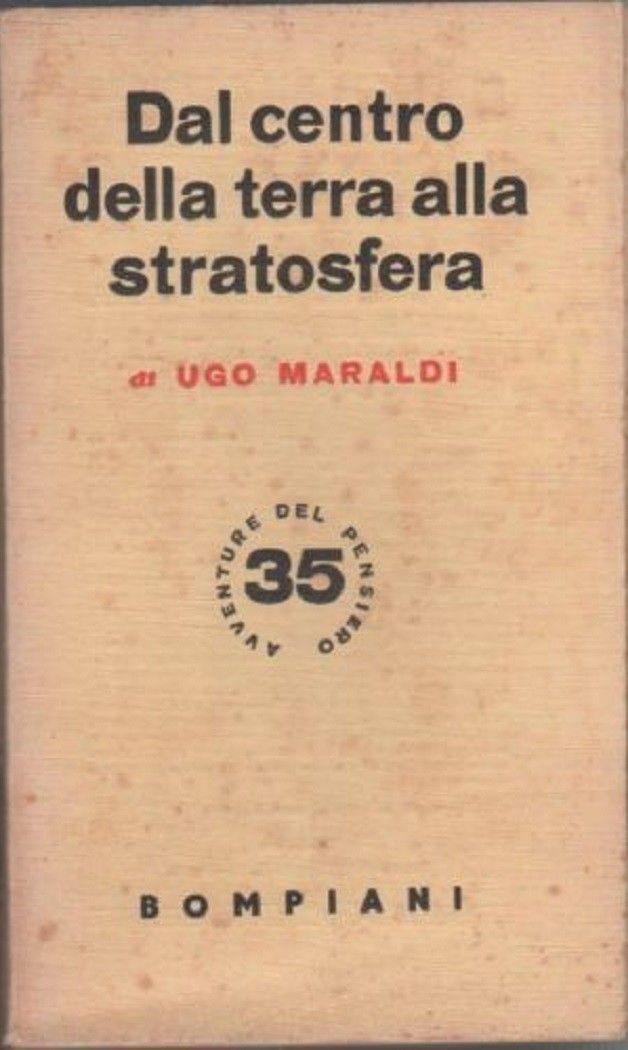 Dal centro
della terra alla
stratosfera
di UGO MARALDI
AVVENTURE DEL PENSIERO
35
BOMPIANI